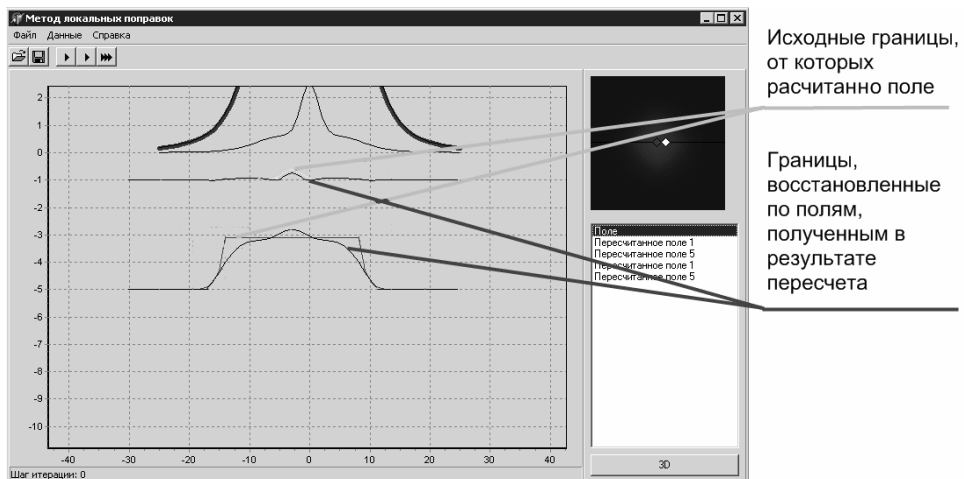 Метод локальных поправок
Файл Данные Справка
2
1
0
-1
-2
-3
-4
-5
-6
-7
-8
-9
-10
-40 -30 -20 -10 0 10 20 30 40
Шаг итерации: 0
Поле
Пересчитанное поле 1
Пересчитанное поле 5
Пересчитанное поле 1
Пересчитанное поле 5
3D
Исходные границы,
от которых
расчитанно поле
Границы,
восстановленные
по полям,
полученным в
результате
пересчета